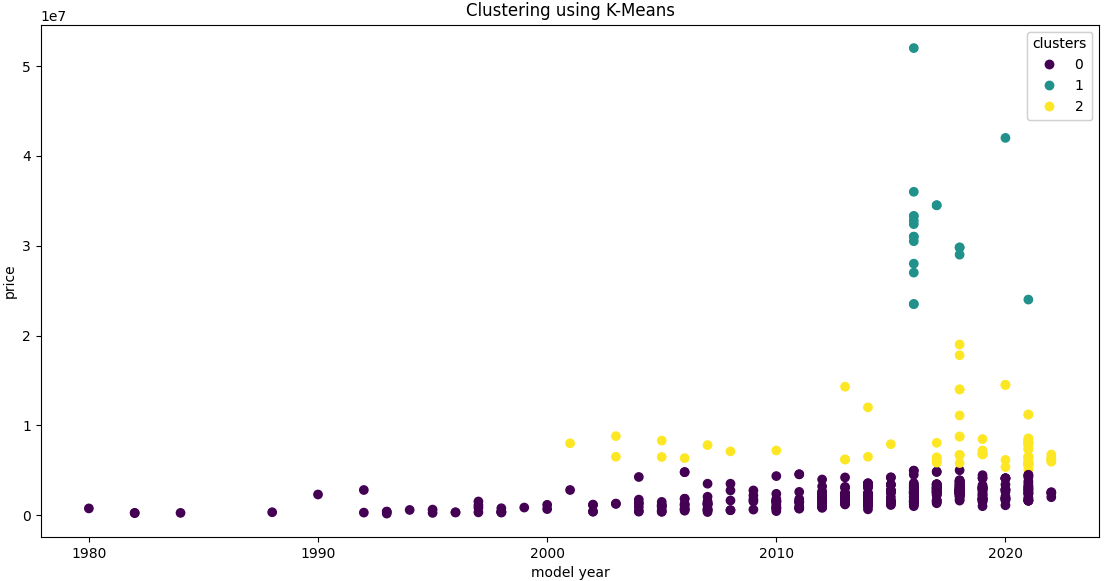 Clustering using K-Means
1e7
clusters
0
1
2
5
4
3
2
1
0
price
1980 1990 2000 2010 2020
model year